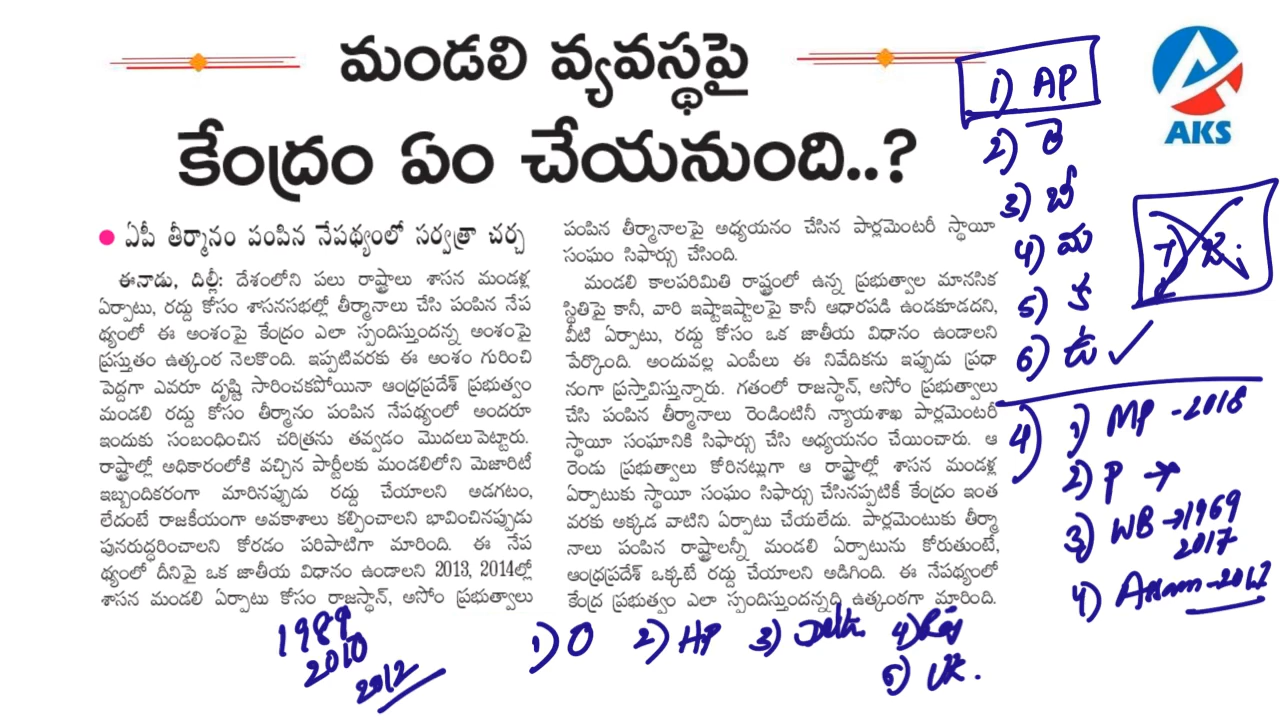 మండలి వ్యవస్థపై
కేంద్రం ఏం చేయనుంది..?
● ఏపీ తీర్మానం పంపిన నేపథ్యంలో సర్వత్రా చర్చ
ఈనాడు, దిల్లీ: దేశంలోని పలు రాష్ట్రాలు శాసన మండళ్ల
ఏర్పాటు, రద్దు కోసం శాసనసభల్లో తీర్మానాలు చేసి పంపిన నేప
థ్యంలో ఈ అంశంపై కేంద్రం ఎలా స్పందిస్తుందన్న అంశంపై
ప్రస్తుతం ఉత్కంఠ నెలకొంది. ఇప్పటివరకు ఈ అంశం గురించి
పెద్దగా ఎవరూ దృష్టి సారించకపోయినా ఆంధ్రప్రదేశ్ ప్రభుత్వం
మండలి రద్దు కోసం తీర్మానం పంపిన నేపథ్యంలో అందరూ
ఇందుకు సంబంధించిన చరిత్రను తవ్వడం మొదలుపెట్టారు.
రాష్ట్రాల్లో అధికారంలోకి వచ్చిన పార్టీలకు మండలిలోని మెజారిటీ
ఇబ్బందికరంగా మారినప్పుడు రద్దు చేయాలని అడగటం,
లేదంటే రాజకీయంగా అవకాశాలు కల్పించాలని భావించినప్పుడు
పునరుద్ధరించాలని కోరడం పరిపాటిగా మారింది. ఈ నేప
థ్యంలో దీనిపై ఒక జాతీయ విధానం ఉండాలని 2013, 2014ల్లో
శాసన మండలి ఏర్పాటు కోసం రాజస్థాన్, అసోం ప్రభుత్వాలు
పంపిన తీర్మానాలపై అధ్యయనం చేసిన పార్లమెంటరీ స్థాయీ
సంఘం సిఫార్సు చేసింది.
మండలి కాలపరిమితి రాష్ట్రంలో ఉన్న ప్రభుత్వాల మానసిక
స్థితిపై కానీ, వారి ఇష్టాఇష్టాలపై కానీ ఆధారపడి ఉండకూడదని,
వీటి ఏర్పాటు, రద్దు కోసం ఒక జాతీయ విధానం ఉండాలని
పేర్కొంది. అందువల్ల ఎంపీలు ఈ నివేదికను ఇప్పుడు ప్రధా
నంగా ప్రస్తావిస్తున్నారు. గతంలో రాజస్థాన్, అసోం ప్రభుత్వాలు
చేసి పంపిన తీర్మానాలు రెండింటినీ న్యాయశాఖ పార్లమెంటరీ
స్థాయీ సంఘానికి సిఫార్సు చేసి అధ్యయనం చేయించారు. ఆ
రెండు ప్రభుత్వాలు కోరినట్లుగా ఆ రాష్ట్రాల్లో శాసన మండళ్ల
ఏర్పాటుకు స్థాయీ సంఘం సిఫార్సు చేసినప్పటికీ కేంద్రం ఇంత
వరకు అక్కడ వాటిని ఏర్పాటు చేయలేదు. పార్లమెంటుకు తీర్మా
నాలు పంపిన రాష్ట్రాలన్నీ మండలి ఏర్పాటును కోరుతుంటే,
ఆంధ్రప్రదేశ్ ఒక్కటే రద్దు చేయాలని అడిగింది. ఈ నేపథ్యంలో
కేంద్ర ప్రభుత్వం ఎలా స్పందిస్తుందన్నది ఉత్కంఠగా మారింది.
1) AP
2) తె
3) బీ
4) మ
5) క
6) ఉ ✓
AKS
4) 1) MP - 2018
2) P →
3) WB → 1969
2017
4) Assam-2012
1989
2010
2012
1) O 2) HP 3) Delh. 4) Raj
5) UK.